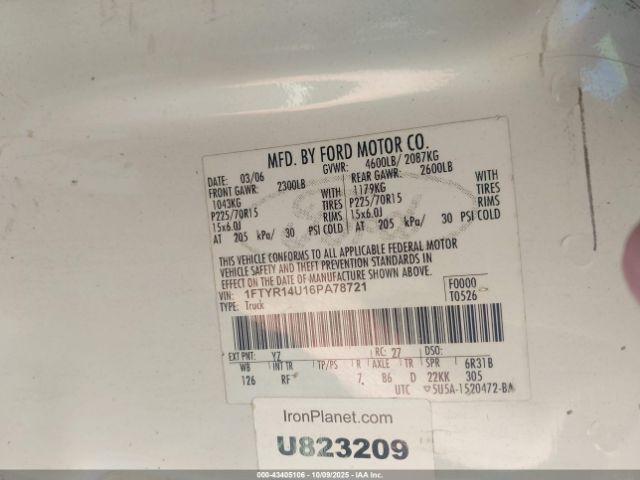 MFD. BY FORD MOTOR CO.
DATE: 03/06 GVWR: 4600LB/ 2087KG
FRONT GAWR: 2300LB WITH REAR GAWR: 2600LB WITH
1043KG TIRES 1179KG TIRES
P225/70R15 RIMS P225/70R15 RIMS
15x6.0J 15x6.0J
AT 205 kPa/ 30 PSI COLD AT 205 kPa/ 30 PSI COLD
THIS VEHICLE CONFORMS TO ALL APPLICABLE FEDERAL MOTOR
VEHICLE SAFETY AND THEFT PREVENTION STANDARDS IN
EFFECT ON THE DATE OF MANUFACTURE SHOWN ABOVE.
VIN: 1FTYR14U16PA78721 F0000
TYPE: Truck T0526
EXT PNT: YZ RC: 27 DSO:
WB INT TR TP/PS R AXLE TR SPR 6R31B
126 RF 7 86 D 22KK 305
UTC 5U5A-1520472-BA
IronPlanet.com
U823209
000-43405106 - 10/09/2025 - IAAI.COM